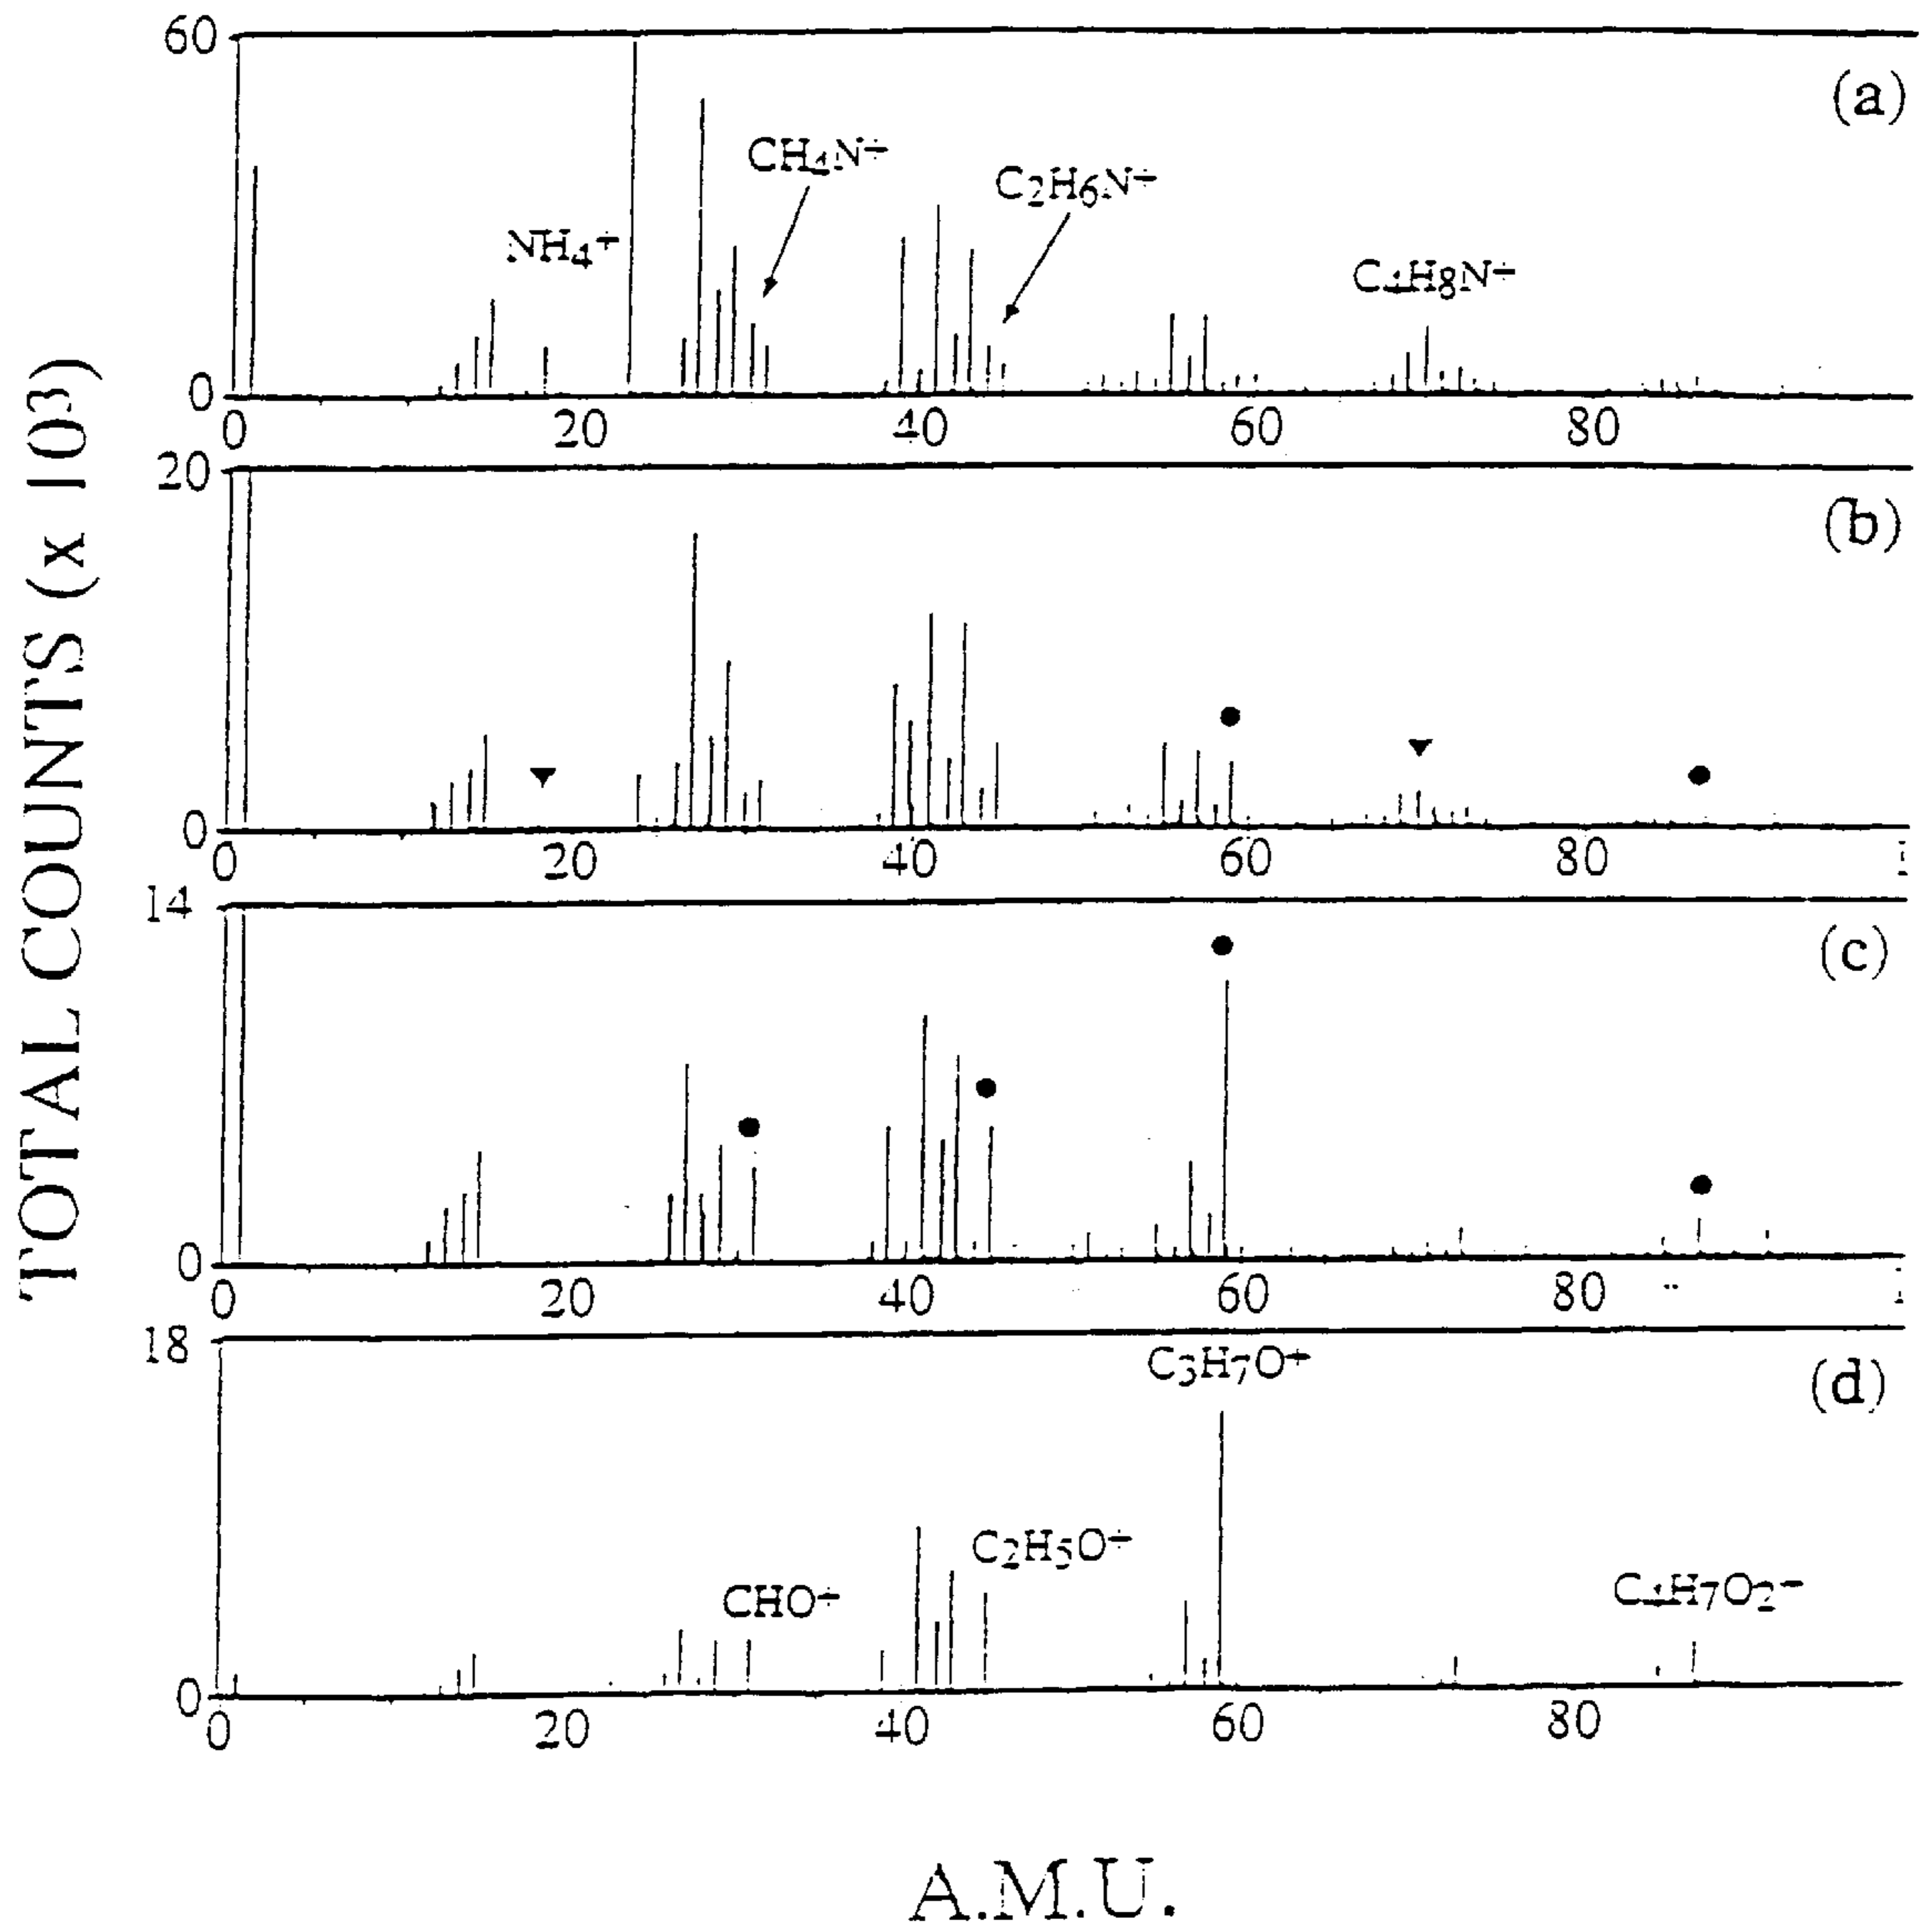 TOTAL COUNTS (x 10³)
60
(a)
CH₄N+
C₂H₆N+
NH₄+
C₄H₈N+
0
0 20 40 60 80
20
(b)
0
0 20 40 60 80
14
(c)
0
0 20 40 60 80
18
C₃H₇O+
(d)
C₂H₅O+
CHO+
C₄H₇O₂+
0
0 20 40 60 80
A.M.U.